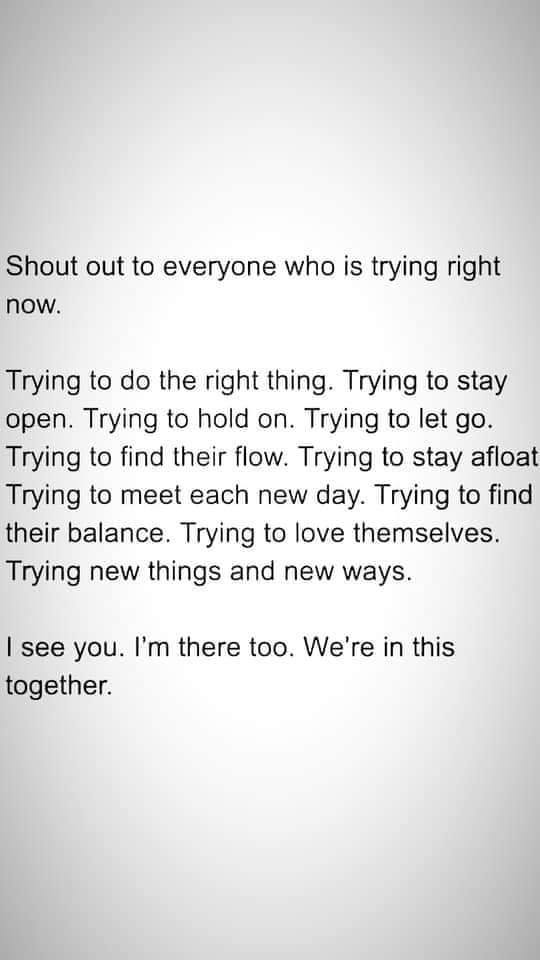 Shout out to everyone who is trying right
now.
Trying to do the right thing. Trying to stay
open. Trying to hold on. Trying to let go.
Trying to find their flow. Trying to stay afloat
Trying to meet each new day. Trying to find
their balance. Trying to love themselves.
Trying new things and new ways.
I see you. I'm there too. We're in this
together.